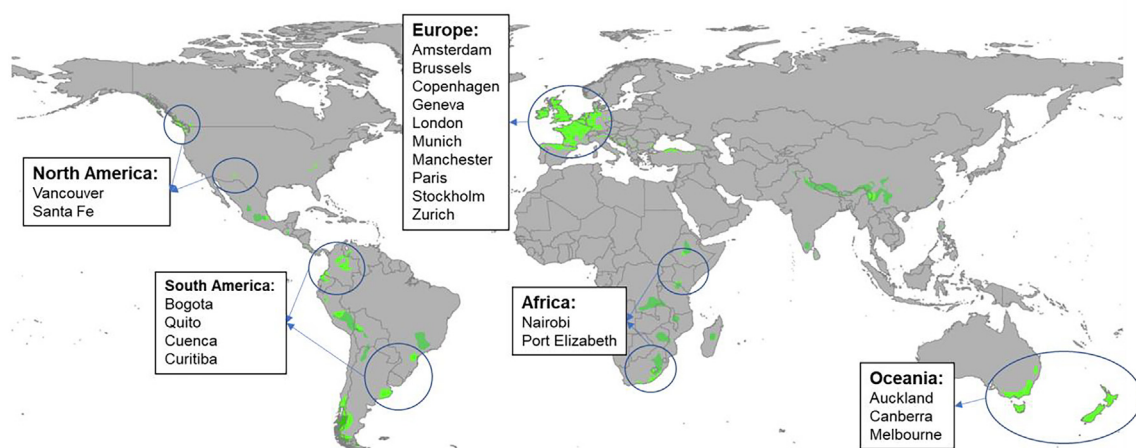 Europe:
Amsterdam
Brussels
Copenhagen
Geneva
London
Munich
Manchester
Paris
Stockholm
Zurich
North America:
Vancouver
Santa Fe
South America:
Bogota
Quito
Cuenca
Curitiba
Africa:
Nairobi
Port Elizabeth
Oceania:
Auckland
Canberra
Melbourne